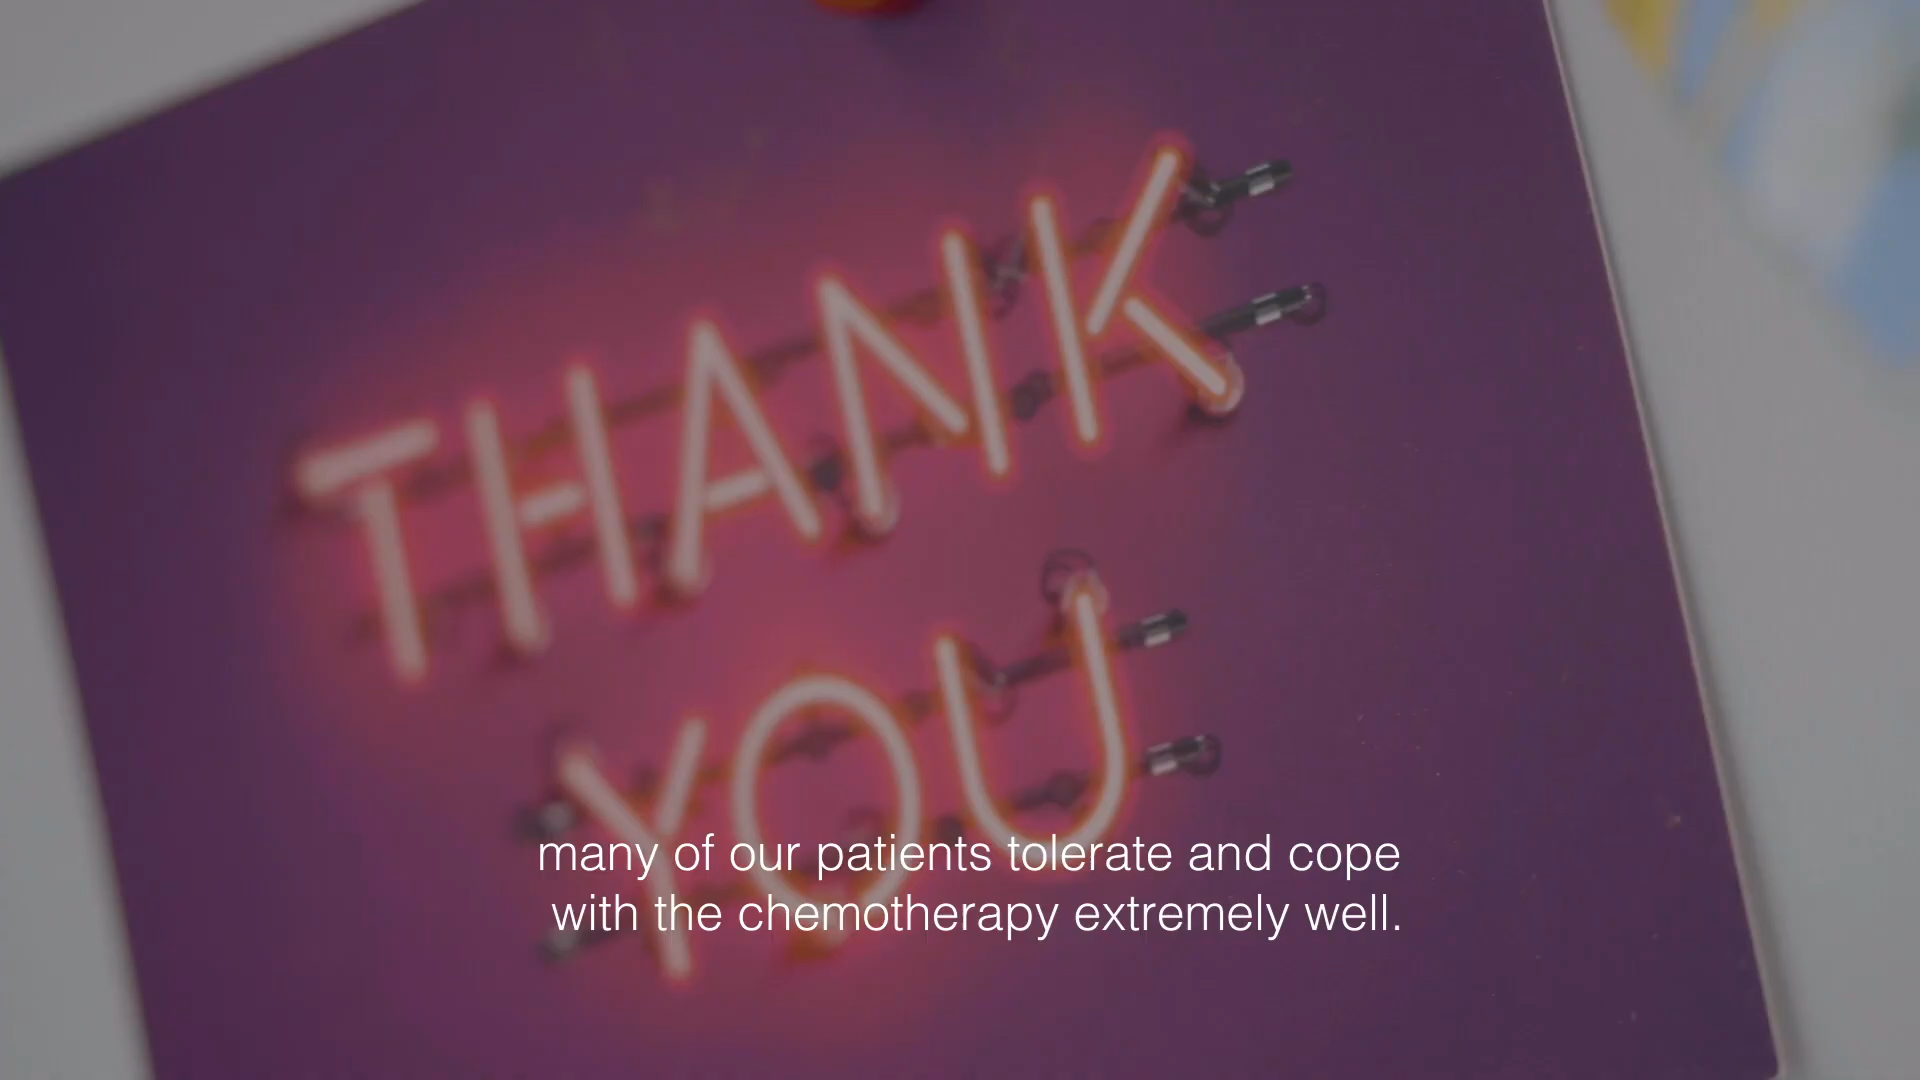 THANK
YOU
many of our patients tolerate and cope
with the chemotherapy extremely well.